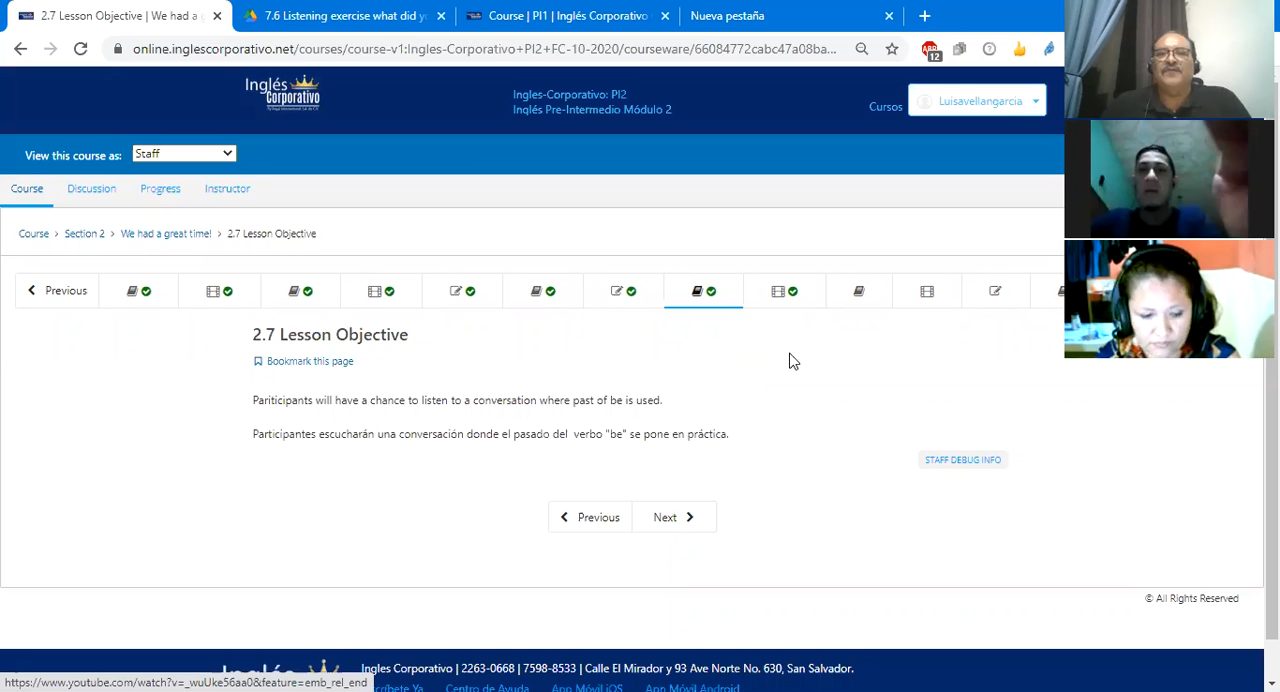 2.7 Lesson Objective | We had a g
7.6 Listening exercise what did yo
Course | PI1 | Inglés Corporativo
Nueva pestaña
online.inglescorporativo.net/courses/course-v1:Ingles-Corporativo+PI2+FC-10-2020/courseware/66084772cabc47a08ba...
12
Inglés
Corporativo
Ingles-Corporativo: PI2
Inglés Pre-Intermedio Módulo 2
Cursos
Luisavellangarcia
View this course as:
Staff
Course
Discussion
Progress
Instructor
Course > Section 2 > We had a great time! > 2.7 Lesson Objective
Previous
2.7 Lesson Objective
Bookmark this page
Pariticipants will have a chance to listen to a conversation where past of be is used.
Participantes escucharán una conversación donde el pasado del verbo "be" se pone en práctica.
STAFF DEBUG INFO
Previous
Next
© All Rights Reserved
Inglés
Ingles Corporativo | 2263-0668 | 7598-8533 | Calle El Mirador y 93 Ave Norte No. 630, San Salvador.
Centro de Ayuda
App Móvil iOS
App Móvil Android
https://www.youtube.com/watch?v=_wuUke56aa0&feature=emb_rel_end